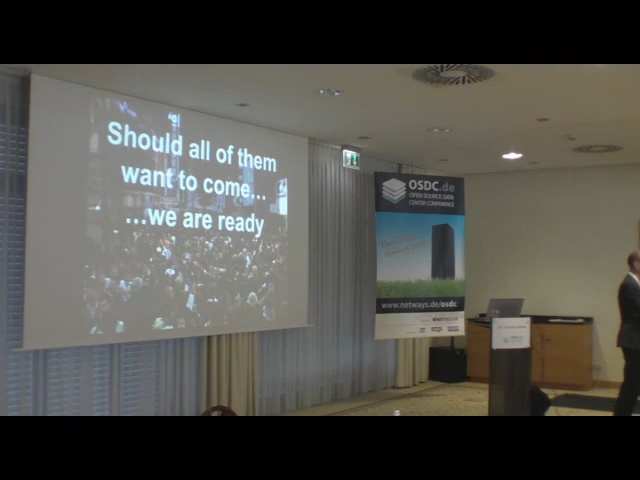 Should all of them
want to come…
…we are ready
OSDC.de
OPEN SOURCE DATA
CENTER CONFERENCE
www.netways.de/osdc